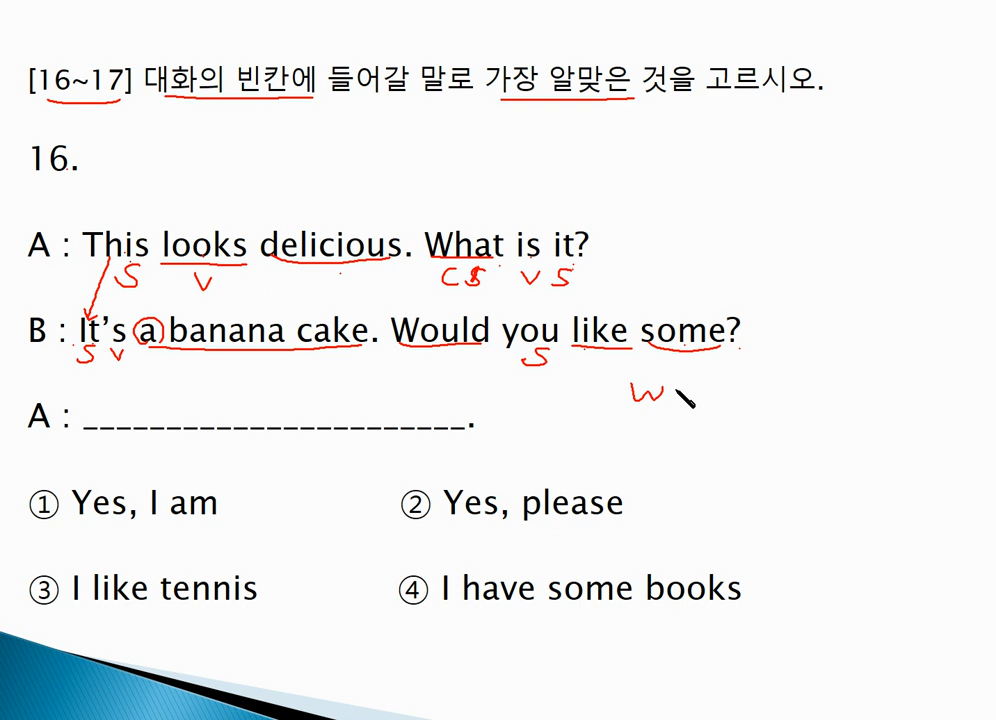 [16~17] 대화의 빈칸에 들어갈 말로 가장 알맞은 것을 고르시오.
16.
A : This looks delicious. What is it?
S V C V S
B : It's a banana cake. Would you like some?
S V S
W
A : _______________________.
① Yes, I am ② Yes, please
③ I like tennis ④ I have some books